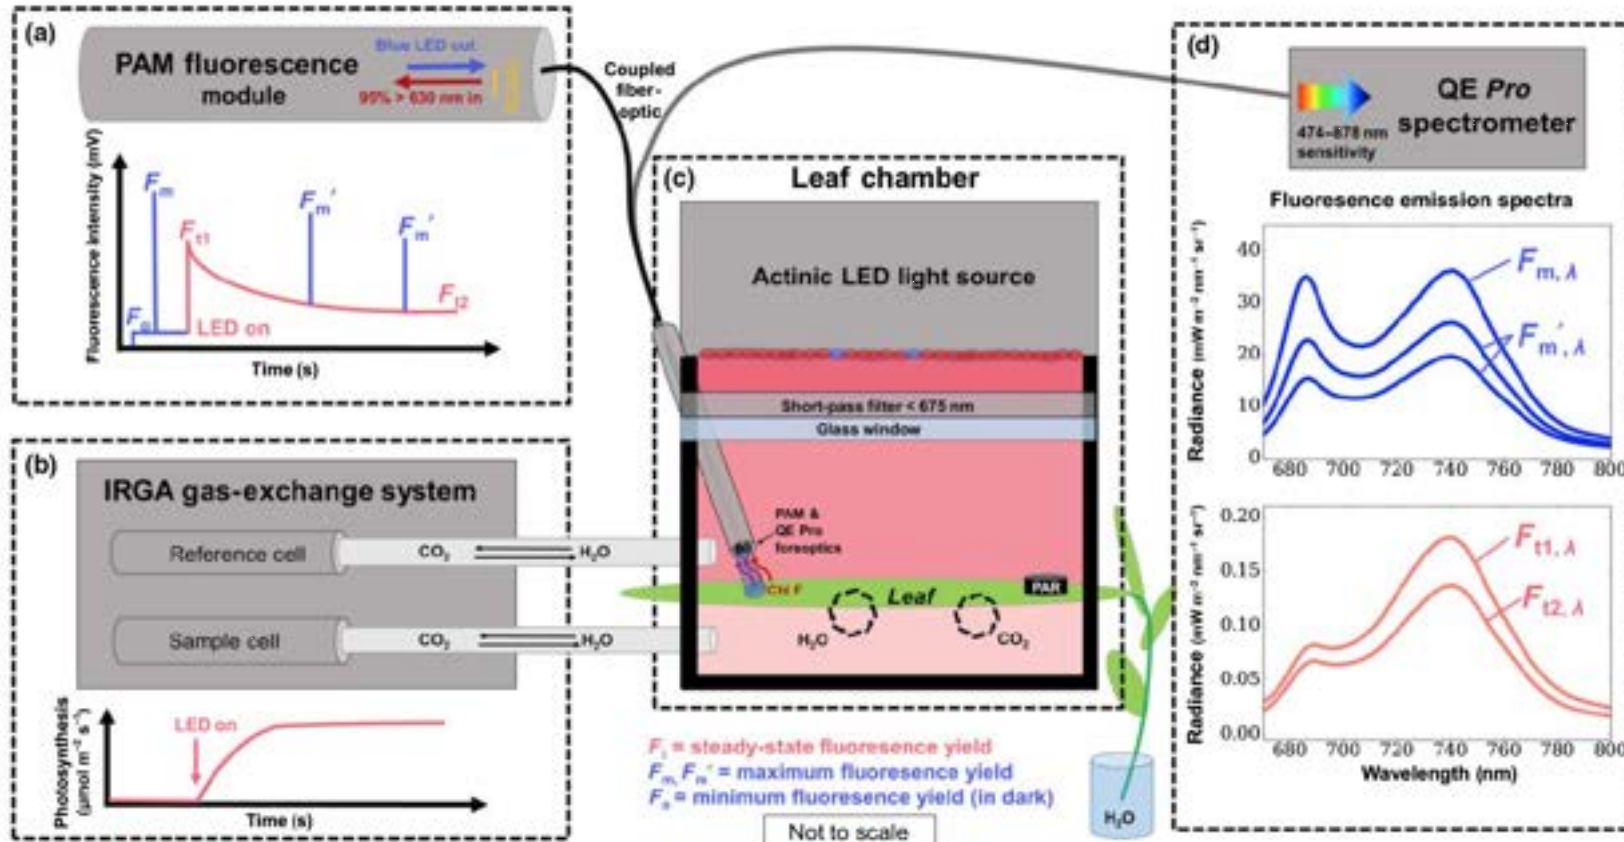 (a)
PAM fluorescence
module
Blue LED out
95% > 630 nm in
Fluorescence intensity (mV)
Fm
Fo
Ft1
Fm′
Fm′
Ft2
LED on
Time (s)
Coupled
fiber-
optic
(b)
IRGA gas-exchange system
Reference cell
CO2
H2O
Sample cell
CO2
H2O
Photosynthesis
(μmol m−2 s−1)
LED on
Time (s)
(c)
Leaf chamber
Actinic LED light source
Short-pass filter < 675 nm
Glass window
PAM &
QE Pro
foreoptics
Chl F
Leaf
PAR
H2O
CO2
Ft = steady-state fluoresence yield
Fm, Fm′ = maximum fluoresence yield
Fo = minimum fluoresence yield (in dark)
Not to scale
H2O
(d)
QE Pro
spectrometer
474–878 nm
sensitivity
Fluoresence emission spectra
Radiance (mW m−2 nm−1 sr−1)
40
30
20
10
0
680 700 720 740 760 780 800
Fm, λ
Fm′, λ
Radiance (mW m−2 nm−1 sr−1)
0.20
0.15
0.10
0.05
0.00
680 700 720 740 760 780 800
Ft1, λ
Ft2, λ
Wavelength (nm)